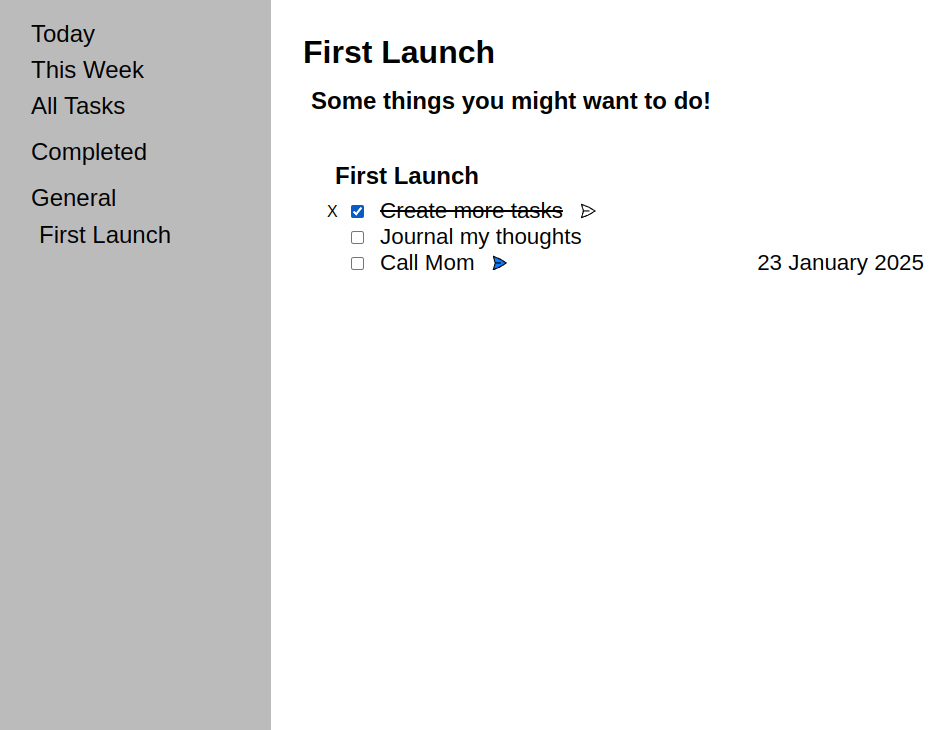 Today
This Week
All Tasks
Completed
General
First Launch
First Launch
Some things you might want to do!
First Launch
X Create more tasks
Journal my thoughts
Call Mom 23 January 2025